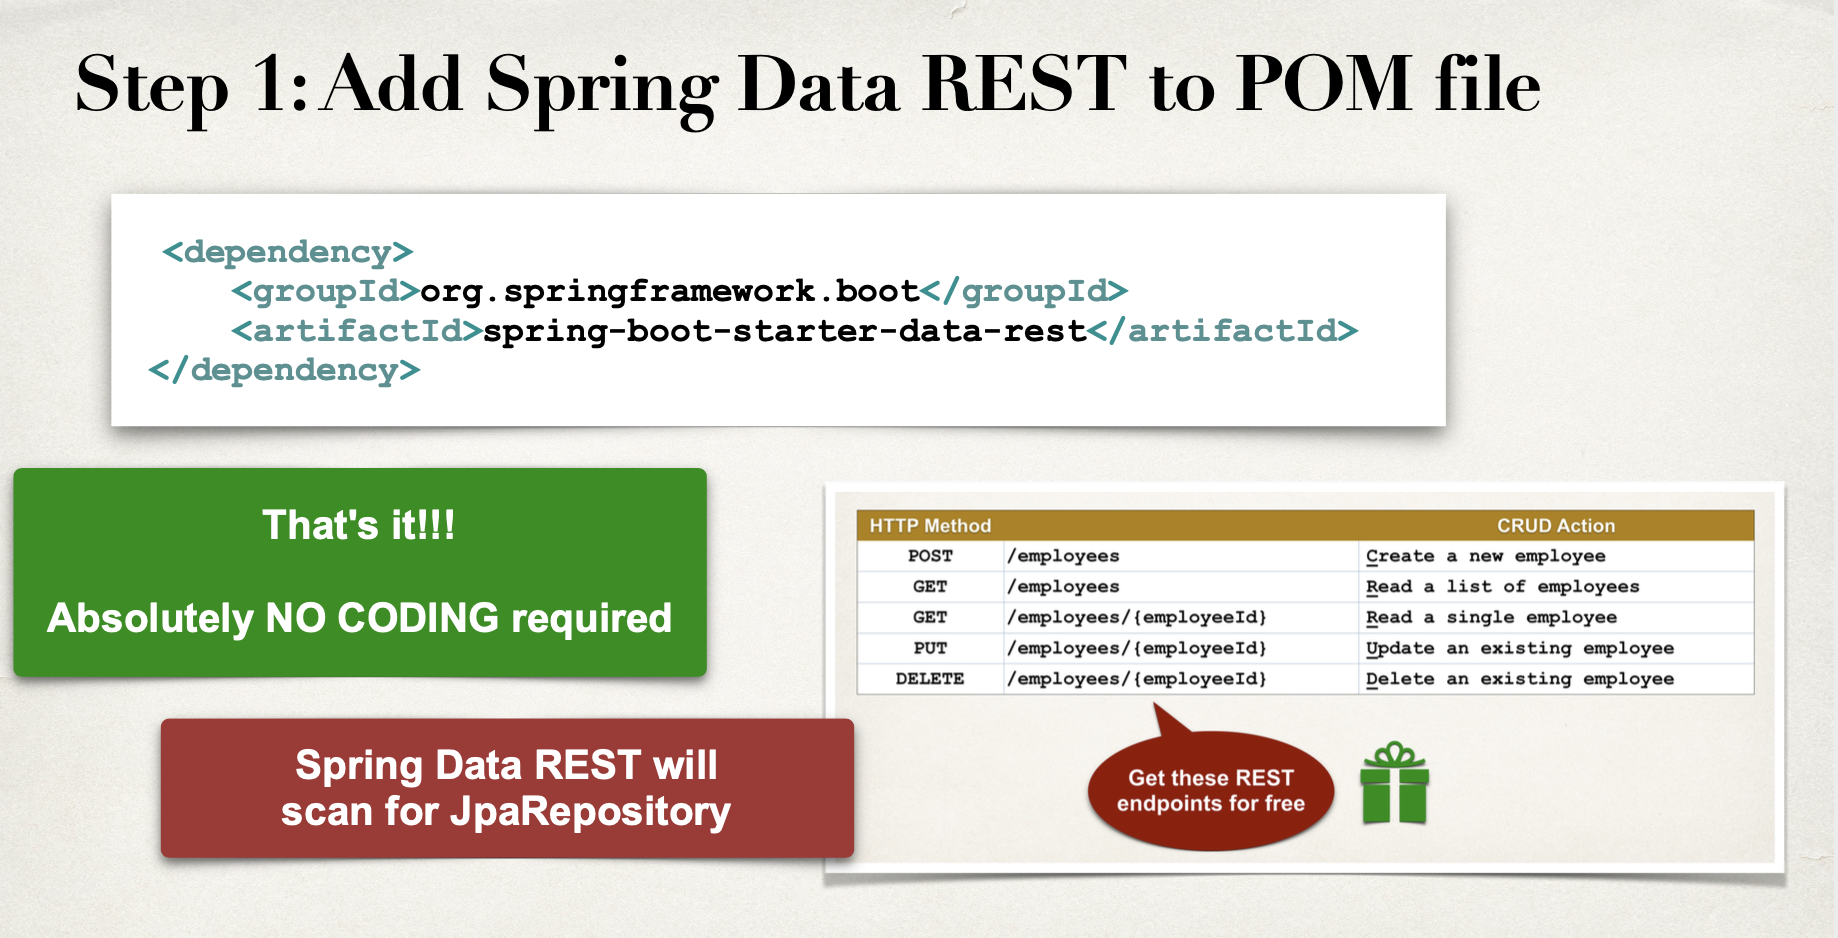 Step 1: Add Spring Data REST to POM file
<dependency>
<groupId>org.springframework.boot</groupId>
<artifactId>spring-boot-starter-data-rest</artifactId>
</dependency>
That's it!!!
Absolutely NO CODING required
Spring Data REST will
scan for JpaRepository
HTTP Method CRUD Action
POST /employees Create a new employee
GET /employees Read a list of employees
GET /employees/{employeeId} Read a single employee
PUT /employees/{employeeId} Update an existing employee
DELETE /employees/{employeeId} Delete an existing employee
Get these REST
endpoints for free